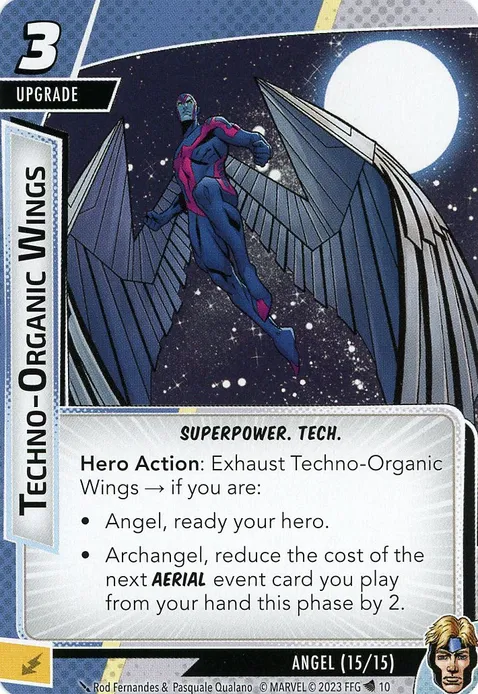 3
UPGRADE
TECHNO-ORGANIC WINGS
SUPERPOWER. TECH.
Hero Action: Exhaust Techno-Organic
Wings → if you are:
• Angel, ready your hero.
• Archangel, reduce the cost of the
next AERIAL event card you play
from your hand this phase by 2.
ANGEL (15/15)
Rod Fernandes & Pasquale Qualano © MARVEL © 2023 FFG 10